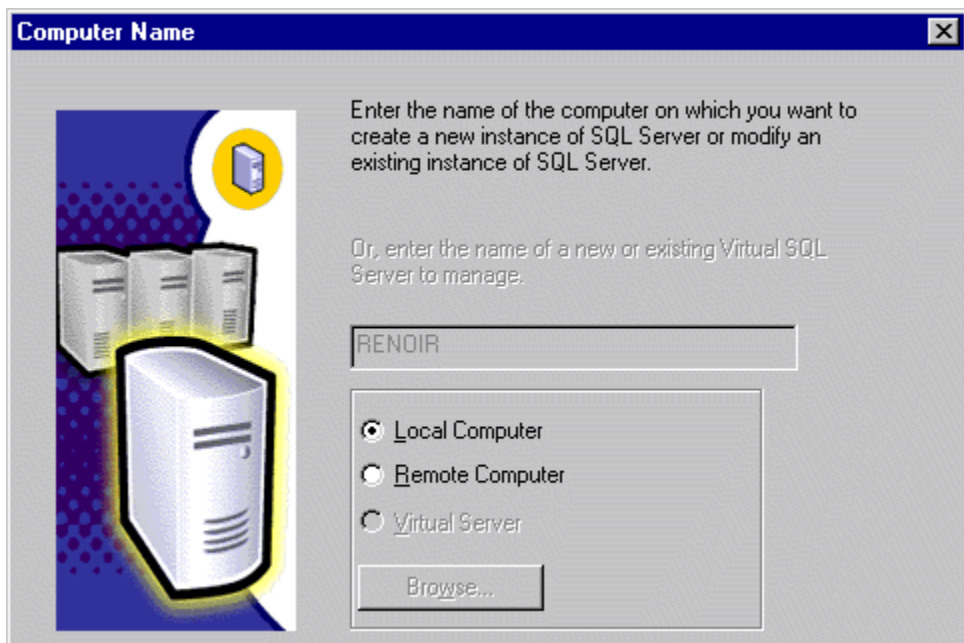 Computer Name
Enter the name of the computer on which you want to
create a new instance of SQL Server or modify an
existing instance of SQL Server.
Or, enter the name of a new or existing Virtual SQL
Server to manage.
RENOIR
Local Computer
Remote Computer
Virtual Server
Browse...